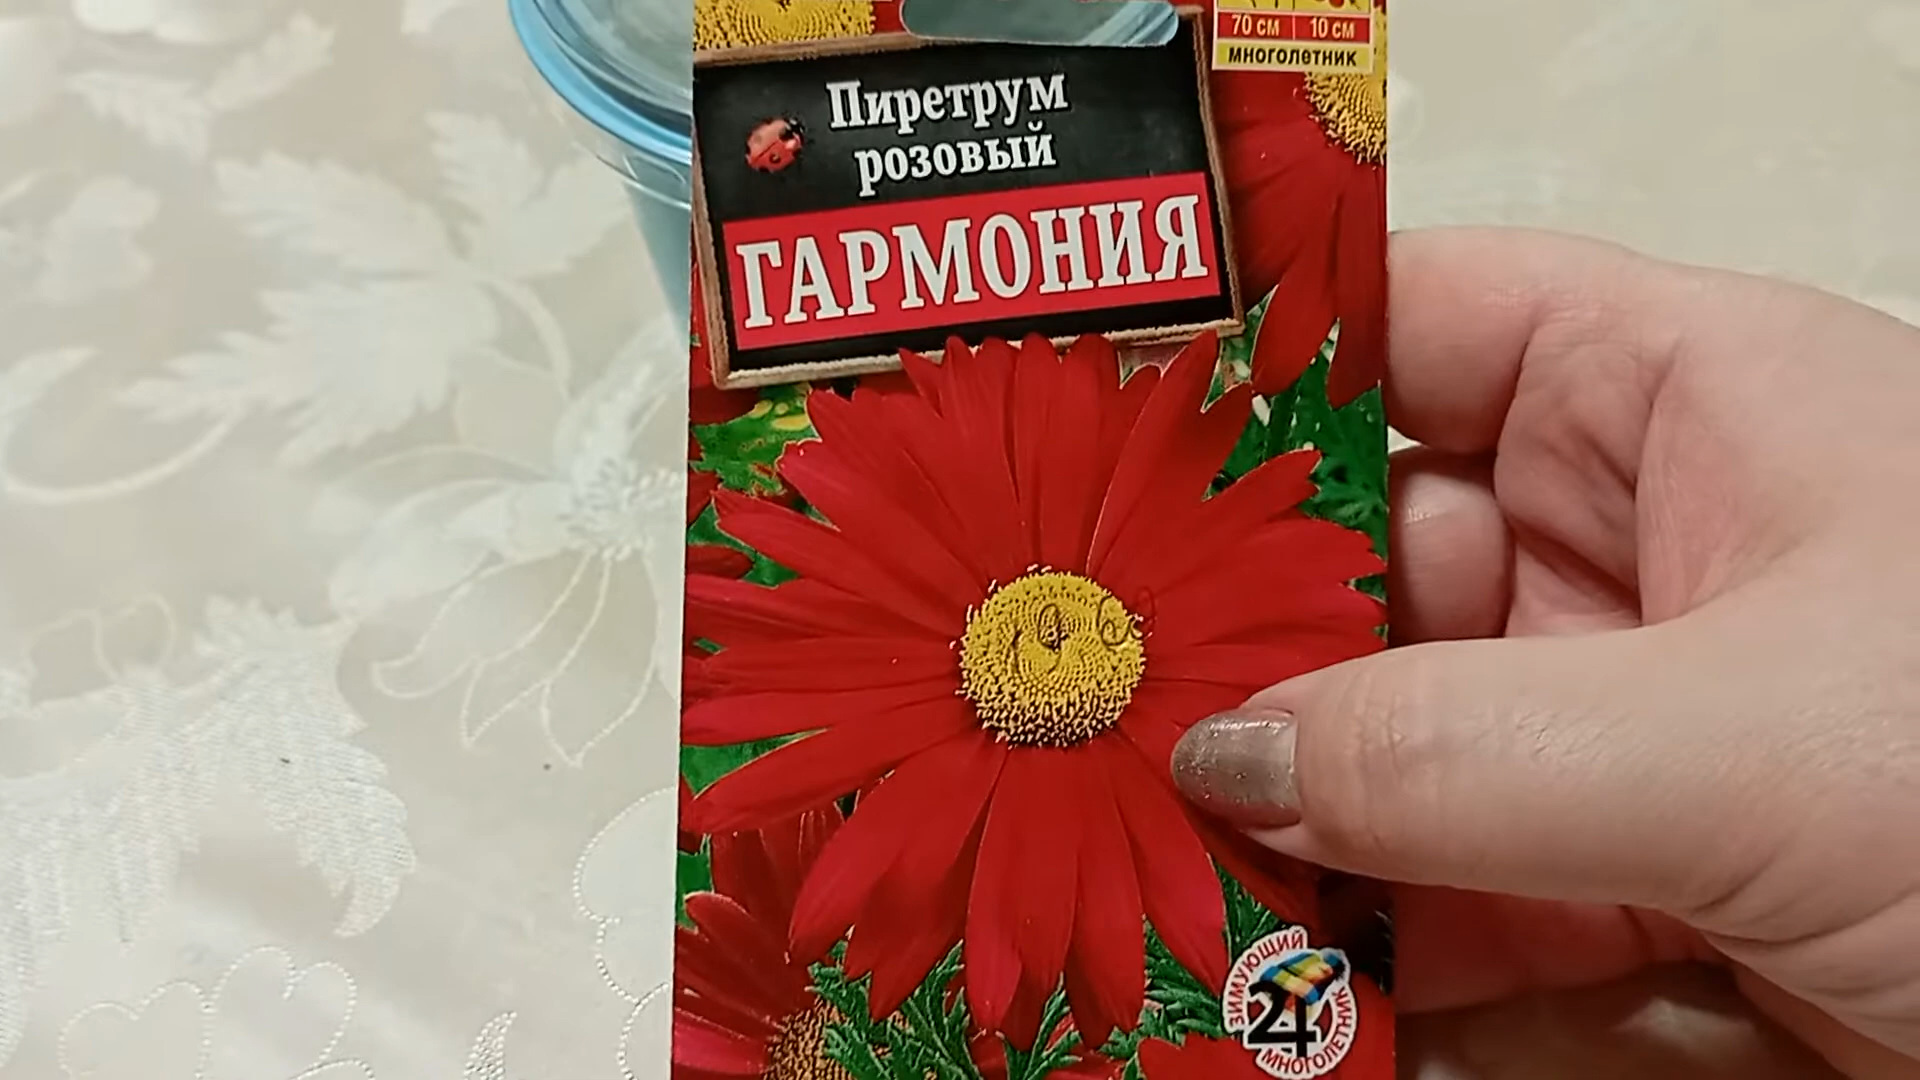 70 см 10 см
многолетник
Пиретрум
розовый
ГАРМОНИЯ
ЗИМУЮЩИЙ
МНОГОЛЕТНИК